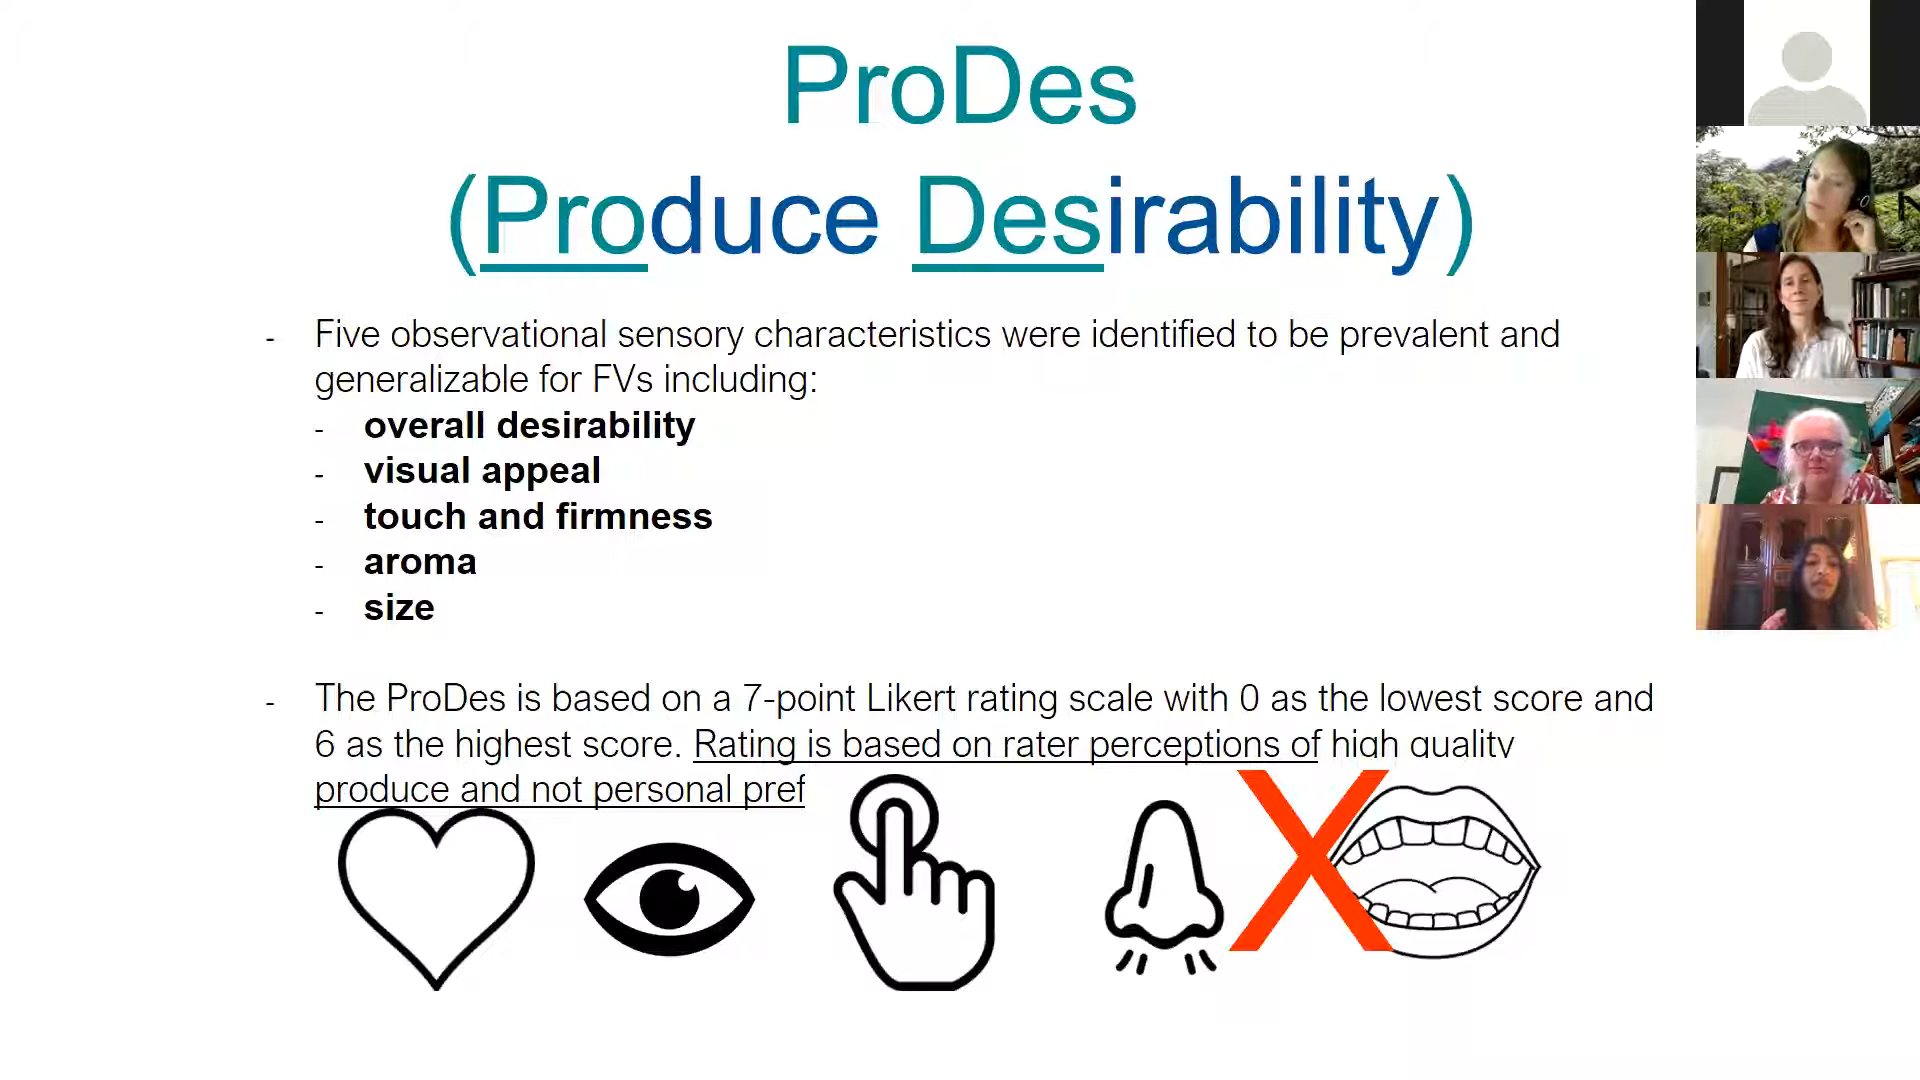 ProDes
(Produce Desirability)
- Five observational sensory characteristics were identified to be prevalent and
generalizable for FVs including:
- overall desirability
- visual appeal
- touch and firmness
- aroma
- size
- The ProDes is based on a 7-point Likert rating scale with 0 as the lowest score and
6 as the highest score. Rating is based on rater perceptions of high quality
produce and not personal pref
X